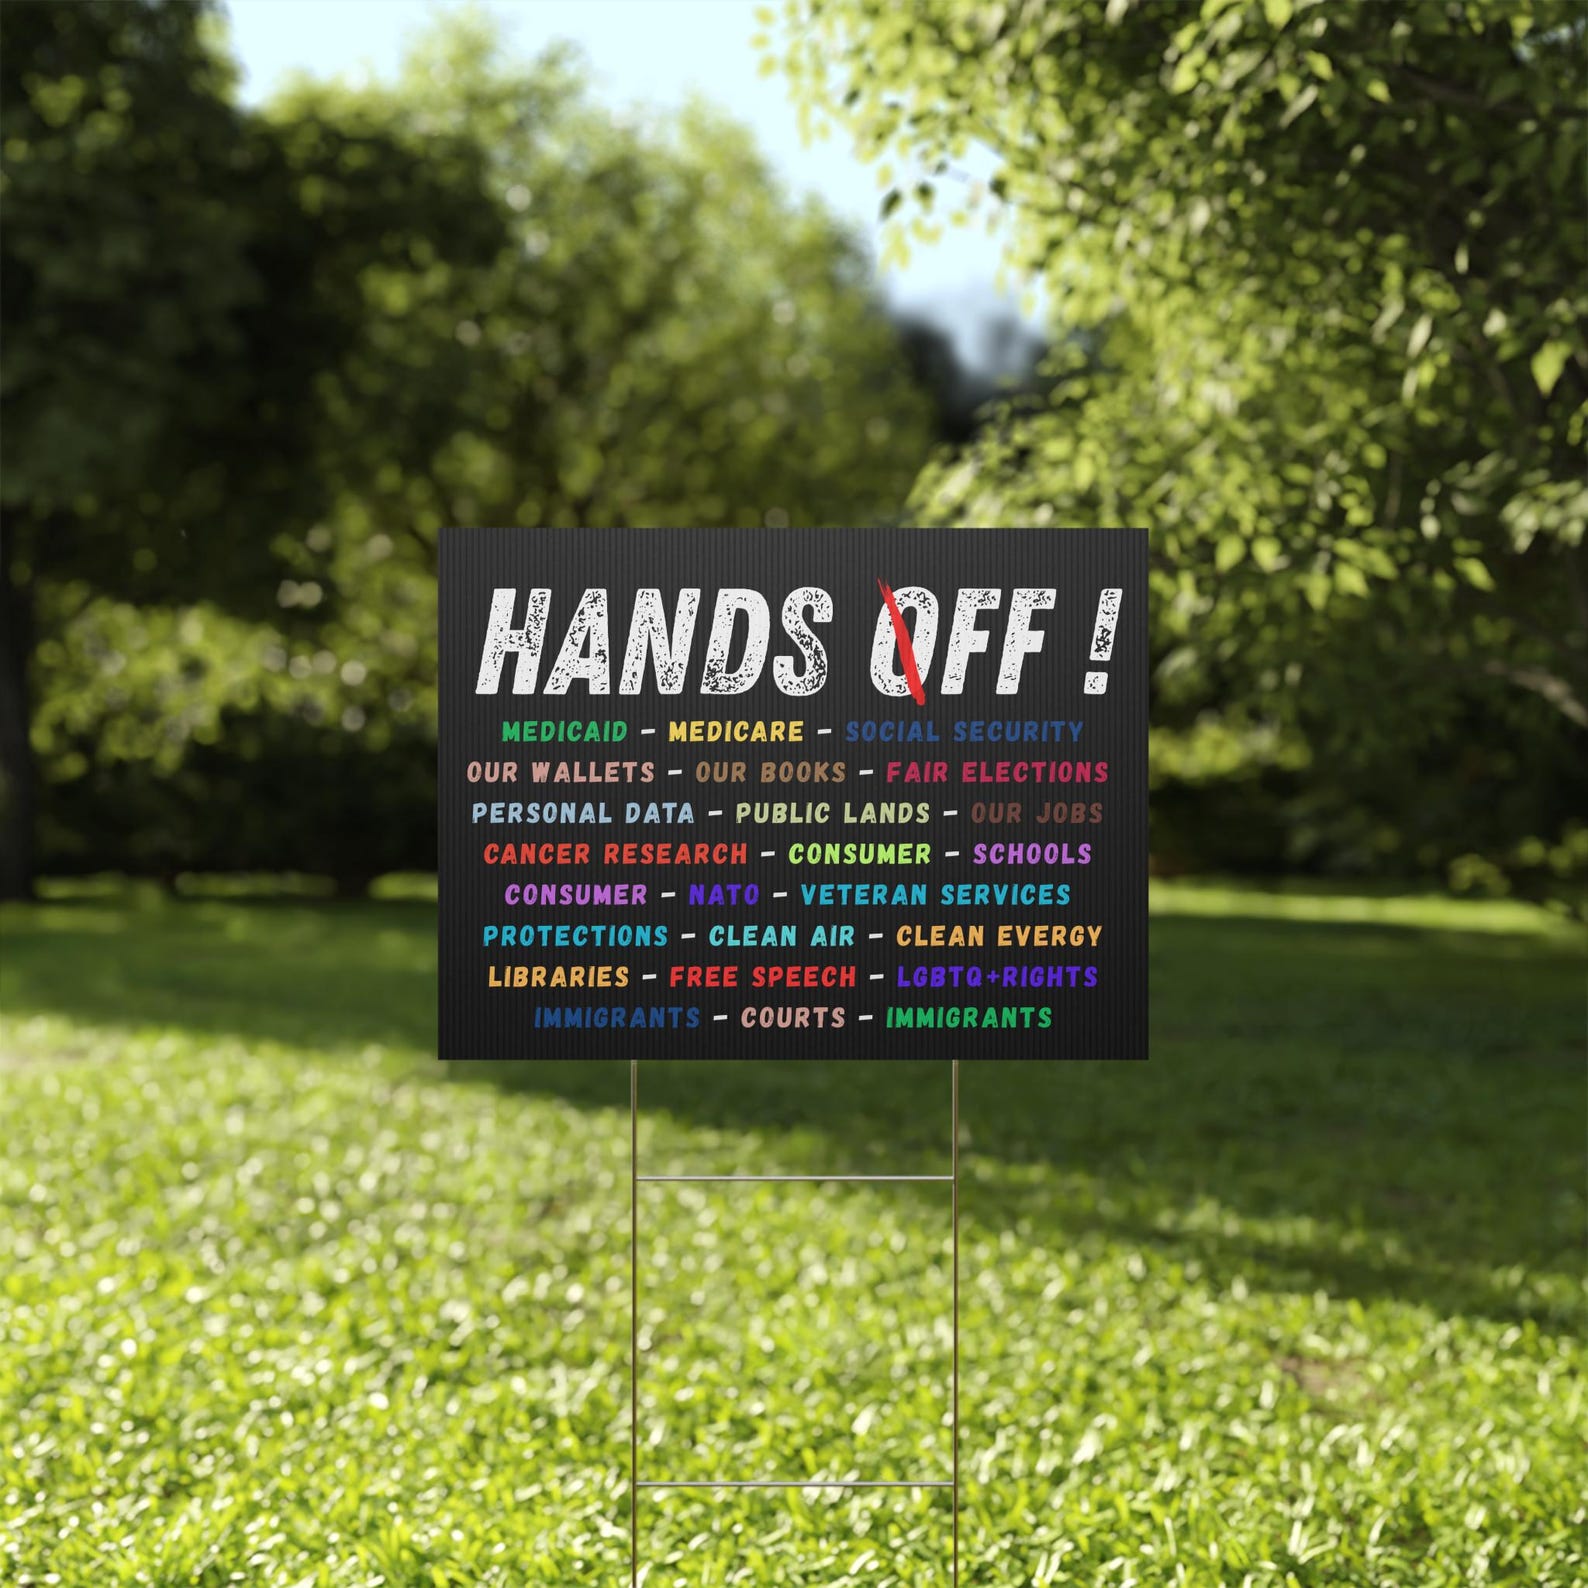 HANDS OFF !
MEDICAID - MEDICARE - SOCIAL SECURITY
OUR WALLETS - OUR BOOKS - FAIR ELECTIONS
PERSONAL DATA - PUBLIC LANDS - OUR JOBS
CANCER RESEARCH - CONSUMER - SCHOOLS
CONSUMER - NATO - VETERAN SERVICES
PROTECTIONS - CLEAN AIR - CLEAN EVERGY
LIBRARIES - FREE SPEECH - LGBTQ+RIGHTS
IMMIGRANTS - COURTS - IMMIGRANTS